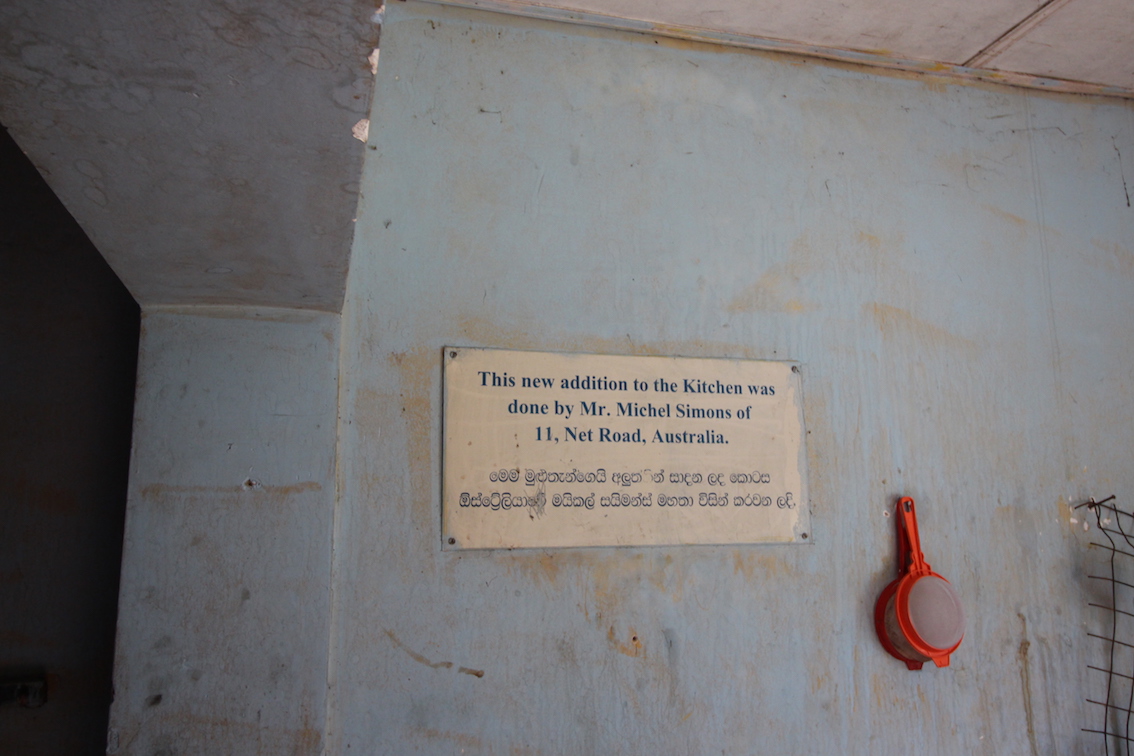 This new addition to the Kitchen was
done by Mr. Michel Simons of
11, Net Road, Australia.
මෙම මුළුතැන්ගෙයි අලුතින් සාදන ලද කොටස
ඕස්ට්‍රේලියාවේ මයිකල් සයිමන්ස් මහතා විසින් කරවන ලදි.